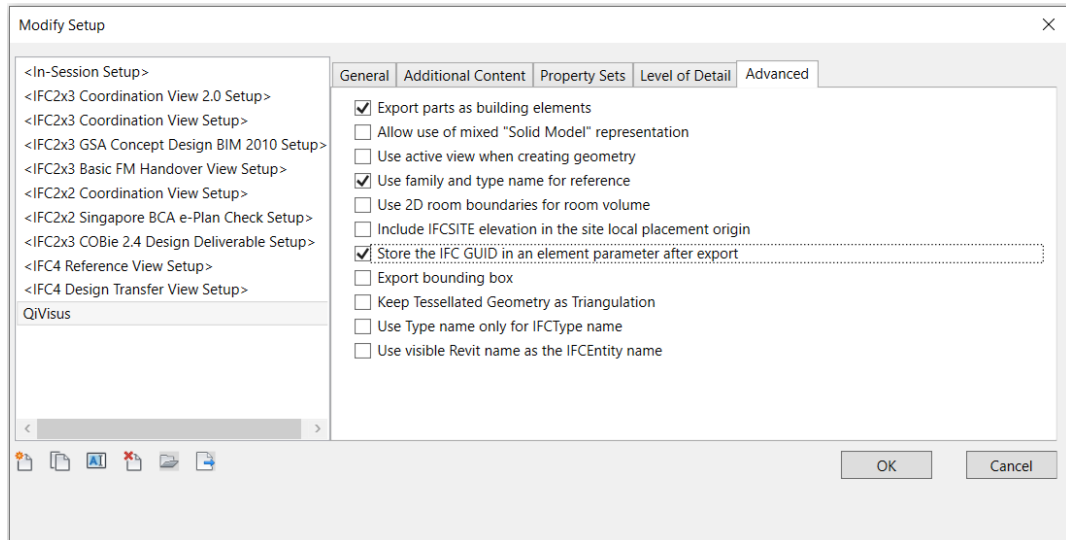 Modify Setup
<In-Session Setup>
<IFC2x3 Coordination View 2.0 Setup>
<IFC2x3 Coordination View Setup>
<IFC2x3 GSA Concept Design BIM 2010 Setup>
<IFC2x3 Basic FM Handover View Setup>
<IFC2x2 Coordination View Setup>
<IFC2x2 Singapore BCA e-Plan Check Setup>
<IFC2x3 COBie 2.4 Design Deliverable Setup>
<IFC4 Reference View Setup>
<IFC4 Design Transfer View Setup>
QiVisus
General Additional Content Property Sets Level of Detail Advanced
Export parts as building elements
Allow use of mixed "Solid Model" representation
Use active view when creating geometry
Use family and type name for reference
Use 2D room boundaries for room volume
Include IFCSITE elevation in the site local placement origin
Store the IFC GUID in an element parameter after export
Export bounding box
Keep Tessellated Geometry as Triangulation
Use Type name only for IFCType name
Use visible Revit name as the IFCEntity name
AI
OK Cancel